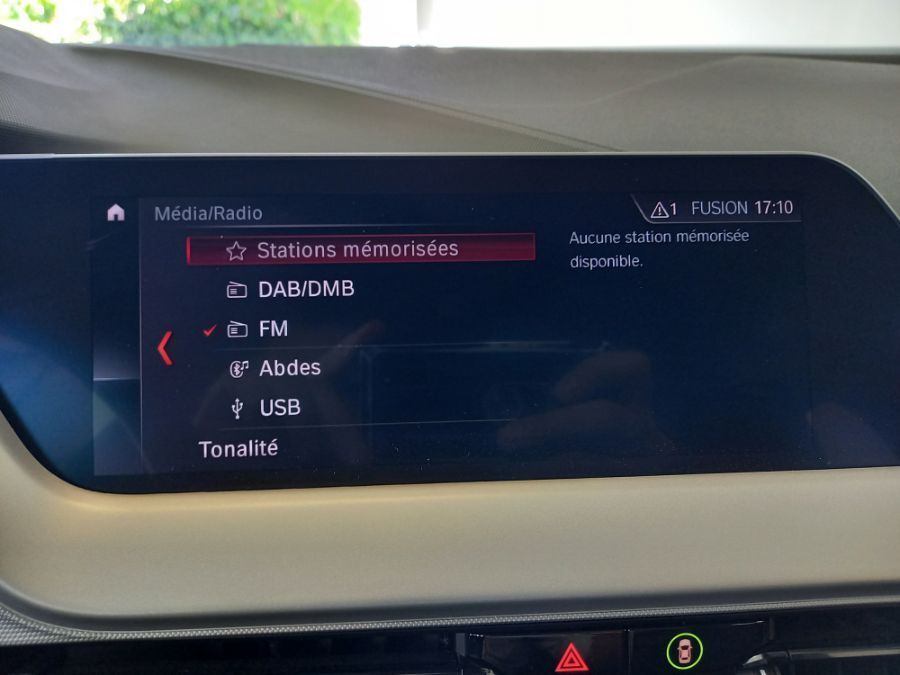 Média/Radio
1 FUSION 17:10
Stations mémorisées
Aucune station mémorisée
disponible.
DAB/DMB
FM
Abdes
USB
Tonalité